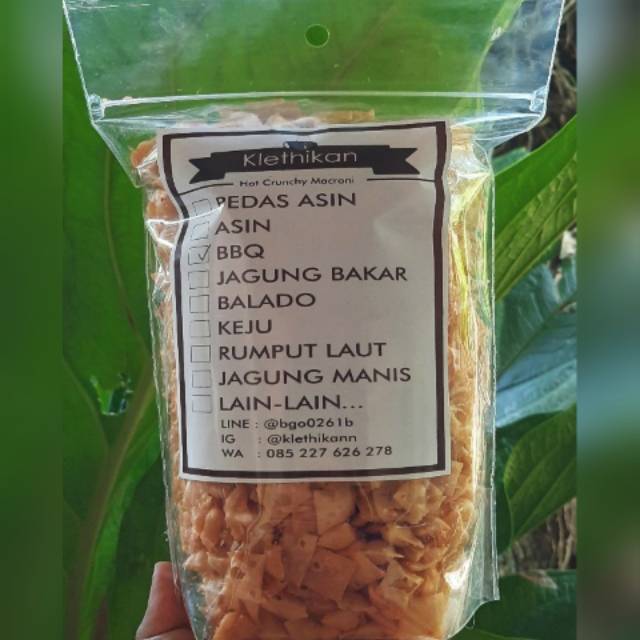 Klethikan
Hot Crunchy Macroni
PEDAS ASIN
ASIN
BBQ
JAGUNG BAKAR
BALADO
KEJU
RUMPUT LAUT
JAGUNG MANIS
LAIN-LAIN...
LINE : @bgo0261b
IG : @klethikann
WA : 085 227 626 278